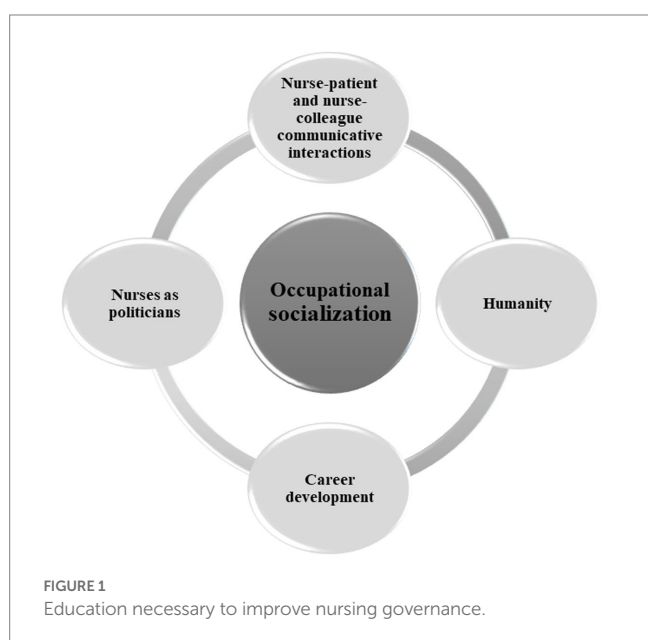 Nurse-patient
and nurse-
colleague
communicative
interactions
Nurses as
politicians
Occupational
socialization
Humanity
Career
development
FIGURE 1
Education necessary to improve nursing governance.